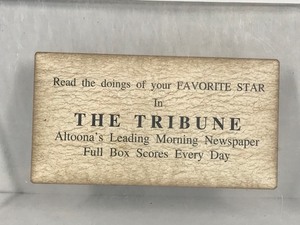 Read the doings of your FAVORITE STAR
In
THE TRIBUNE
Altoona's Leading Morning Newspaper
Full Box Scores Every Day